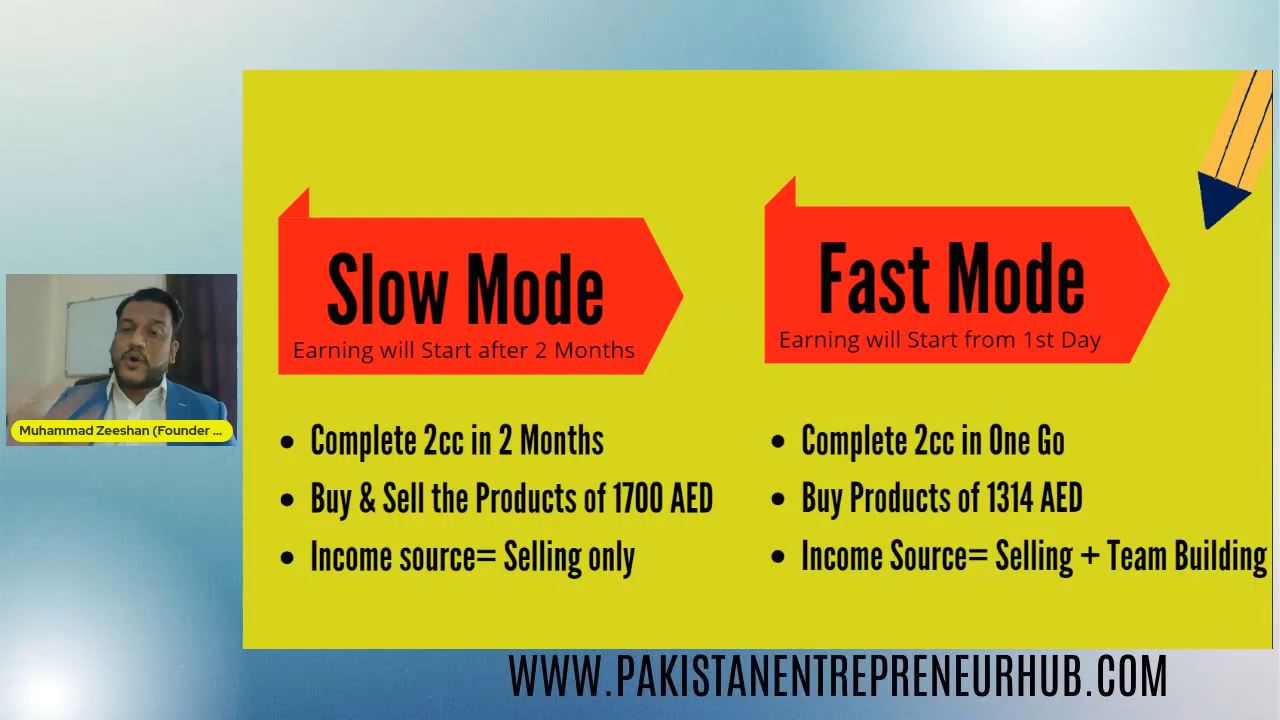 Slow Mode
Earning will Start after 2 Months
Complete 2cc in 2 Months
Buy & Sell the Products of 1700 AED
Income source= Selling only
Fast Mode
Earning will Start from 1st Day
Complete 2cc in One Go
Buy Products of 1314 AED
Income Source= Selling + Team Building
Muhammad Zeeshan (Founder ...
WWW.PAKISTANENTREPRENEURHUB.COM